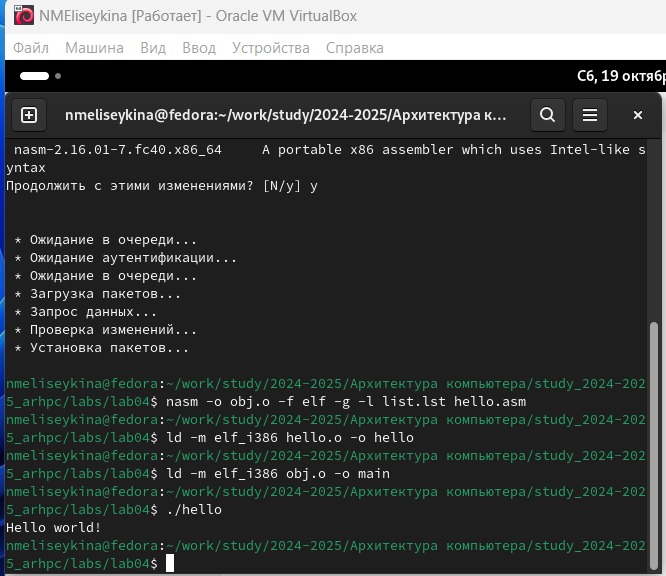 NMEliseykina [Работает] - Oracle VM VirtualBox
Файл Машина Вид Ввод Устройства Справка
Сб, 19 октябр
nmeliseykina@fedora:~/work/study/2024-2025/Архитектура к...
nasm-2.16.01-7.fc40.x86_64 A portable x86 assembler which uses Intel-like s
yntax
Продолжить с этими изменениями? [N/y] y
* Ожидание в очереди...
* Ожидание аутентификации...
* Ожидание в очереди...
* Загрузка пакетов...
* Запрос данных...
* Проверка изменений...
* Установка пакетов...
nmeliseykina@fedora:~/work/study/2024-2025/Архитектура компьютера/study_2024-202
5_arhpc/labs/lab04$ nasm -o obj.o -f elf -g -l list.lst hello.asm
nmeliseykina@fedora:~/work/study/2024-2025/Архитектура компьютера/study_2024-202
5_arhpc/labs/lab04$ ld -m elf_i386 hello.o -o hello
nmeliseykina@fedora:~/work/study/2024-2025/Архитектура компьютера/study_2024-202
5_arhpc/labs/lab04$ ld -m elf_i386 obj.o -o main
nmeliseykina@fedora:~/work/study/2024-2025/Архитектура компьютера/study_2024-202
5_arhpc/labs/lab04$ ./hello
Hello world!
nmeliseykina@fedora:~/work/study/2024-2025/Архитектура компьютера/study_2024-202
5_arhpc/labs/lab04$